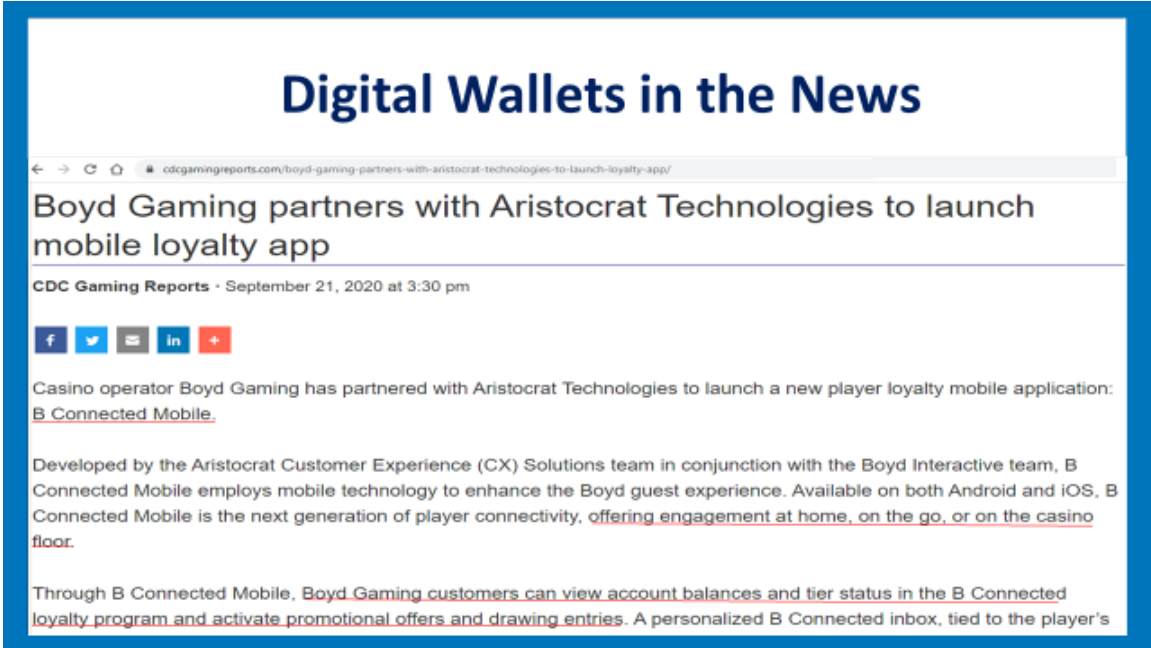 Digital Wallets in the News
cdcgamingreports.com/boyd-gaming-partners-with-aristocrat-technologies-to-launch-loyalty-app/
Boyd Gaming partners with Aristocrat Technologies to launch
mobile loyalty app
CDC Gaming Reports · September 21, 2020 at 3:30 pm
f in +
Casino operator Boyd Gaming has partnered with Aristocrat Technologies to launch a new player loyalty mobile application:
B Connected Mobile.
Developed by the Aristocrat Customer Experience (CX) Solutions team in conjunction with the Boyd Interactive team, B
Connected Mobile employs mobile technology to enhance the Boyd guest experience. Available on both Android and iOS, B
Connected Mobile is the next generation of player connectivity, offering engagement at home, on the go, or on the casino
floor.
Through B Connected Mobile, Boyd Gaming customers can view account balances and tier status in the B Connected
loyalty program and activate promotional offers and drawing entries. A personalized B Connected inbox, tied to the player's